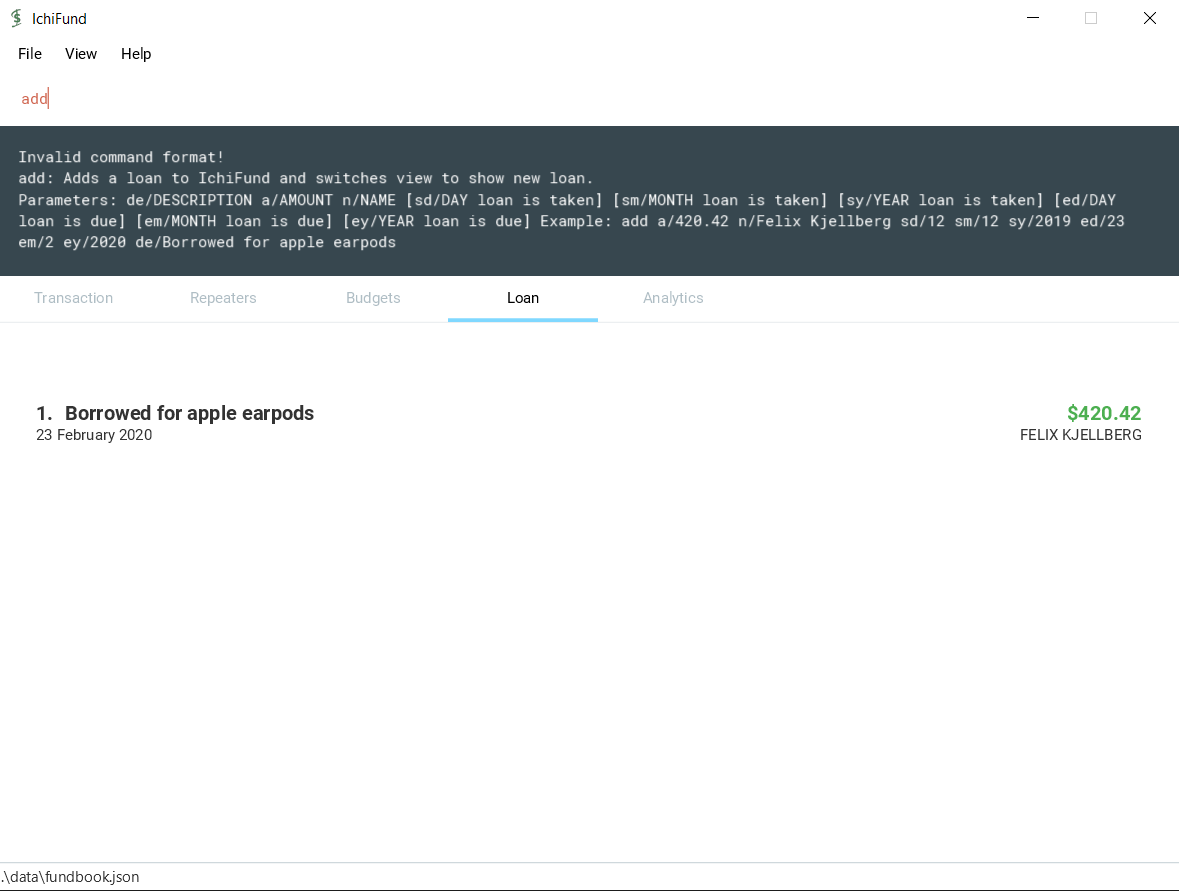 IchiFund
File View Help
add
Invalid command format!
add: Adds a loan to IchiFund and switches view to show new loan.
Parameters: de/DESCRIPTION a/AMOUNT n/NAME [sd/DAY loan is taken] [sm/MONTH loan is taken] [sy/YEAR loan is taken] [ed/DAY
loan is due] [em/MONTH loan is due] [ey/YEAR loan is due] Example: add a/420.42 n/Felix Kjellberg sd/12 sm/12 sy/2019 ed/23
em/2 ey/2020 de/Borrowed for apple earpods
Transaction Repeaters Budgets Loan Analytics
1. Borrowed for apple earpods $420.42
23 February 2020 FELIX KJELLBERG
.\data\fundbook.json